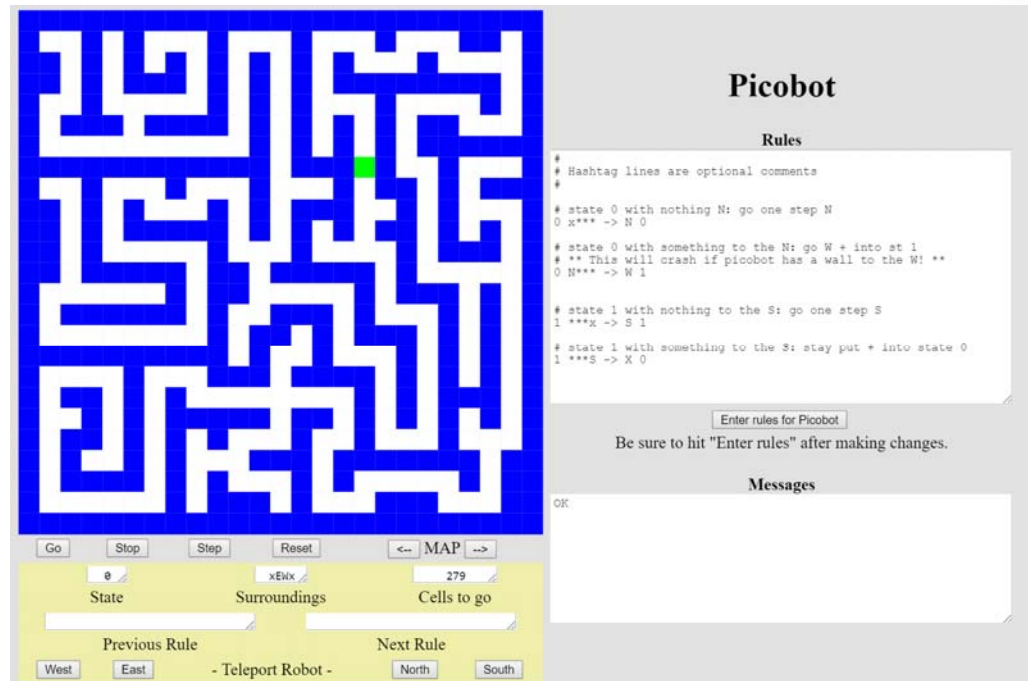 Picobot
Rules
#
# Hashtag lines are optional comments
#
# state 0 with nothing N: go one step N
0 x*** -> N 0
# state 0 with something to the N: go W + into st 1
# ** This will crash if picobot has a wall to the W! **
0 N*** -> W 1
# state 1 with nothing to the S: go one step S
1 ***x -> S 1
# state 1 with something to the S: stay put + into state 0
1 ***S -> X 0
Enter rules for Picobot
Be sure to hit "Enter rules" after making changes.
Messages
OK
Go Stop Step Reset <-- MAP -->
0 xEWx 279
State Surroundings Cells to go
Previous Rule Next Rule
West East - Teleport Robot - North South